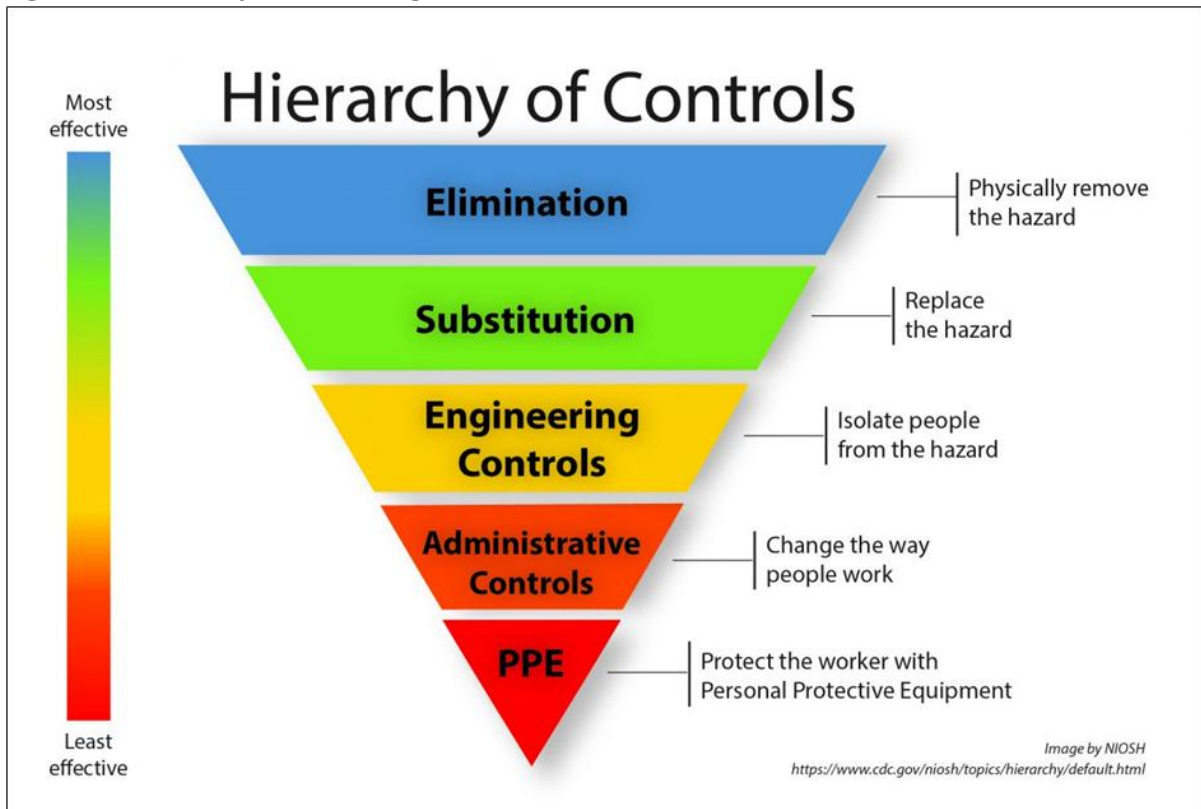 Hierarchy of Controls
Most
effective
Elimination
Physically remove
the hazard
Substitution
Replace
the hazard
Engineering
Controls
Isolate people
from the hazard
Administrative
Controls
Change the way
people work
PPE
Protect the worker with
Personal Protective Equipment
Least
effective
Image by NIOSH
https://www.cdc.gov/niosh/topics/hierarchy/default.html